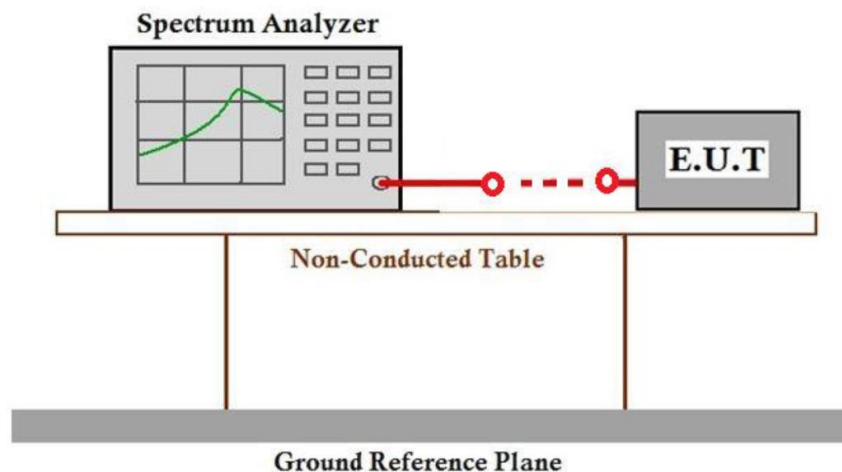 Spectrum Analyzer
E.U.T
Non-Conducted Table
Ground Reference Plane